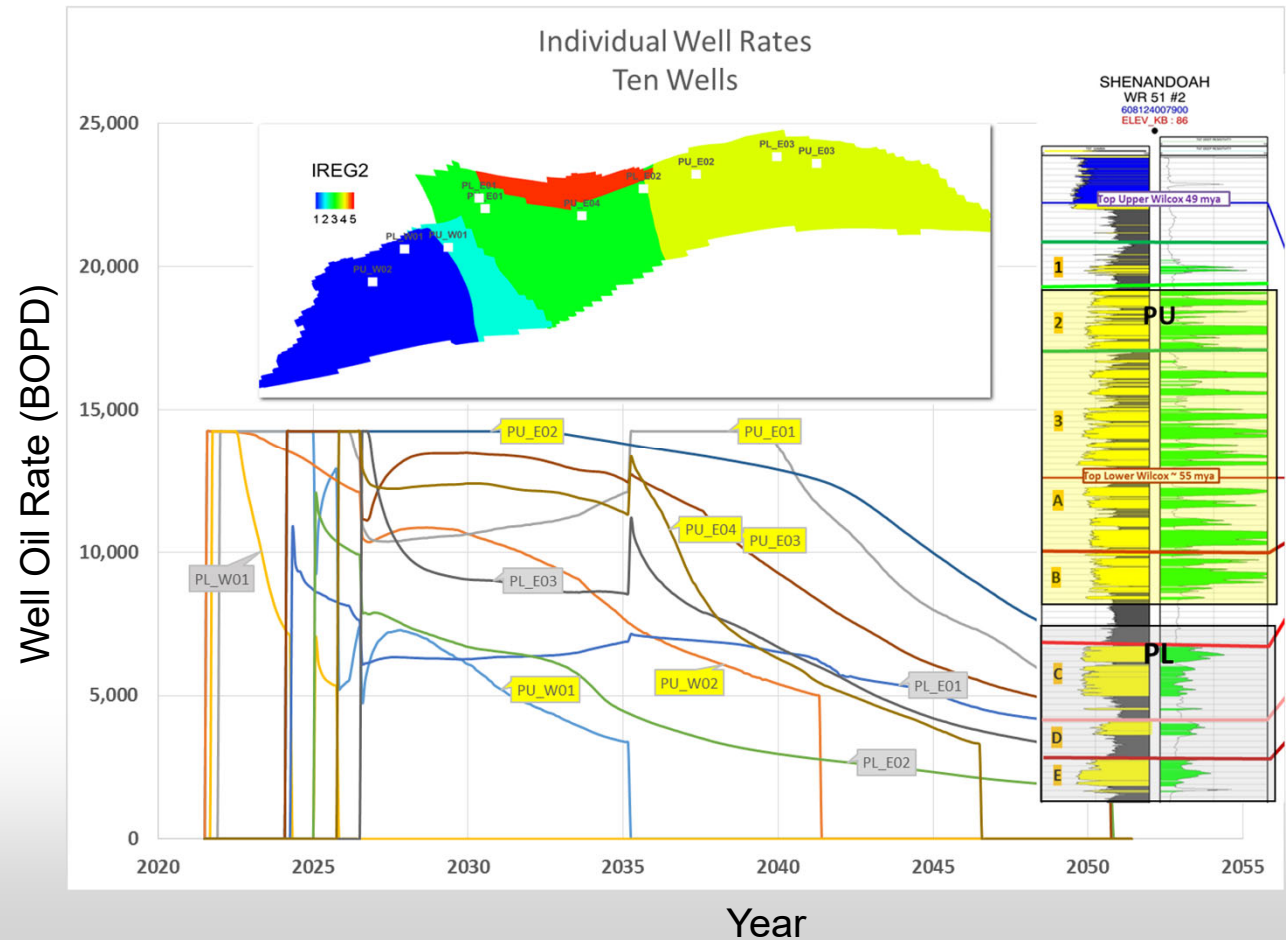 Individual Well Rates
Ten Wells
SHENANDOAH
WR 51 #2
608124007900
ELEV_KB : 86
25,000
20,000
15,000
10,000
5,000
0
Well Oil Rate (BOPD)
IREG2
1 2 3 4 5
PL_E03
PU_E03
PU_E02
PL_E02
PL_E01
PU_E04
PL_W01
PU_W01
PU_W02
Top Upper Wilcox 49 mya
1
2
PU
3
Top Lower Wilcox ~ 55 mya
A
B
PL
C
D
E
PU_E02
PU_E01
PU_E04
PU_E03
PL_W01
PL_E03
PU_W01
PU_W02
PL_E01
PL_E02
2020
2025
2030
2035
2040
2045
2050
2055
Year